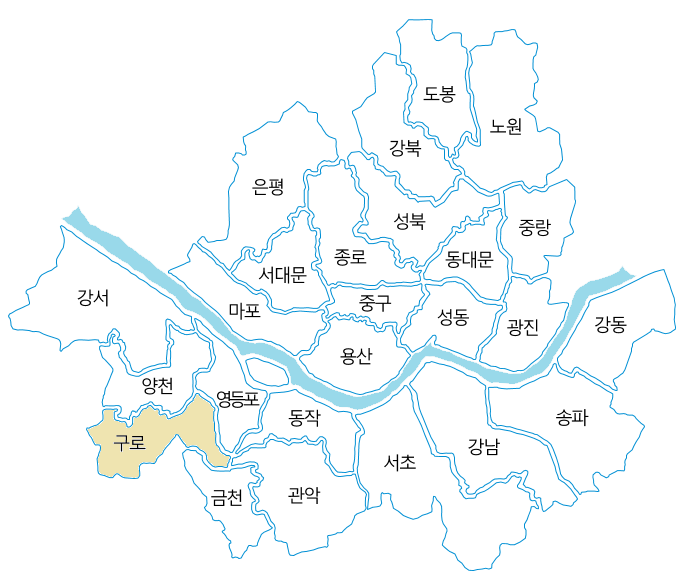 도봉
노원
강북
은평
성북
중랑
종로
동대문
서대문
강서
마포
중구
성동
광진
강동
용산
양천
영등포
동작
송파
구로
강남
서초
금천
관악